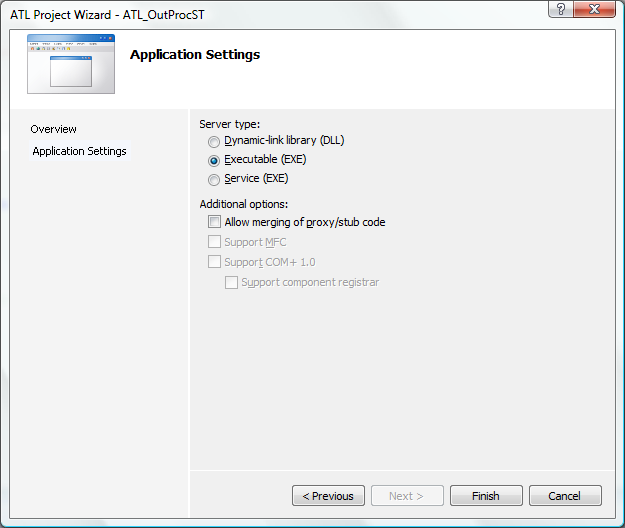 ATL Project Wizard - ATL_OutProcST
?
Application Settings
Overview
Application Settings
Server type:
Dynamic-link library (DLL)
Executable (EXE)
Service (EXE)
Additional options:
Allow merging of proxy/stub code
Support MFC
Support COM+ 1.0
Support component registrar
< Previous
Next >
Finish
Cancel